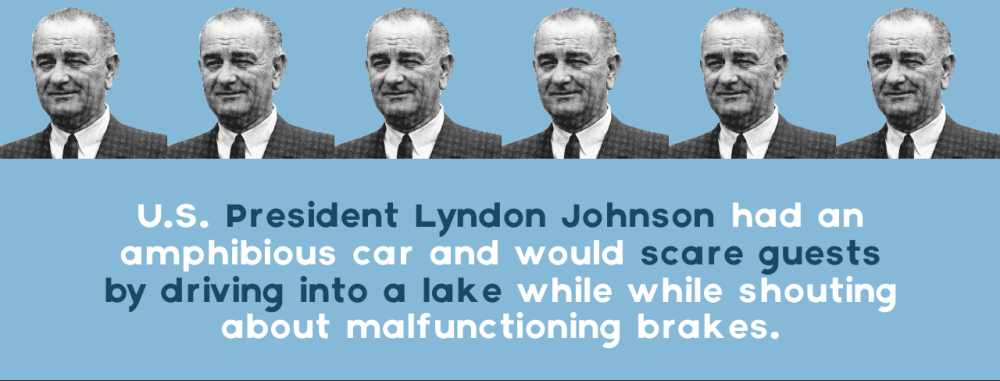 U.S. President Lyndon Johnson had an
amphibious car and would scare guests
by driving into a lake while while shouting
about malfunctioning brakes.